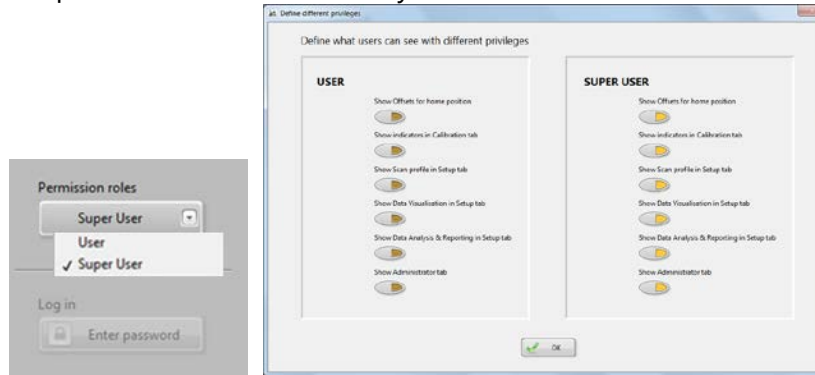 Define different privileges
Define what users can see with different privileges
USER
Show Offsets for home position
Show indicators in Calibration tab
Show Scan profile in Setup tab
Show Data Visualisation in Setup tab
Show Data Analysis & Reporting in Setup tab
Show Administrator tab
SUPER USER
Show Offsets for home position
Show indicators in Calibration tab
Show Scan profile in Setup tab
Show Data Visualisation in Setup tab
Show Data Analysis & Reporting in Setup tab
Show Administrator tab
OK
Permission roles
Super User
User
✓ Super User
Log in
Enter password